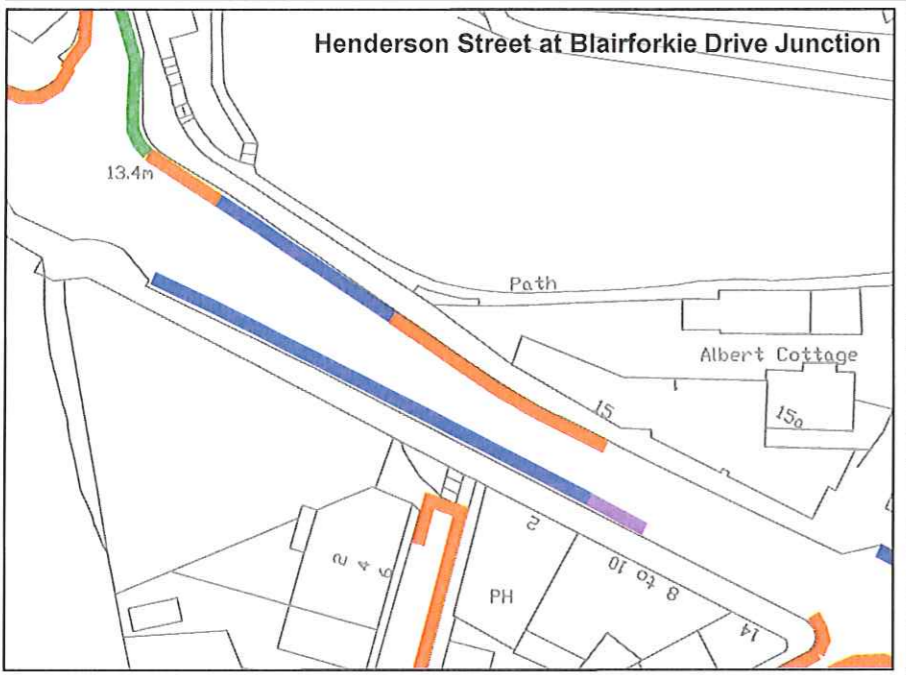 Henderson Street at Blairforkie Drive Junction
13.4m
Path
Albert Cottage
15
15a
2
2 4 6
8 to 10
PH
14